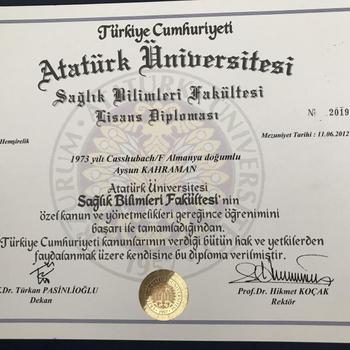 Türkiye Cumhuriyeti
Atatürk Üniversitesi
Sağlık Bilimleri Fakültesi
Lisans Diploması
Nº 2019
Hemşirelik
Mezuniyet Tarihi : 11.06.2012
1973 yılı Casshubach/F Almanya doğumlu
Aysun KAHRAMAN
Atatürk Üniversitesi
Sağlık Bilimleri Fakültesi'nin
özel kanun ve yönetmelikleri gereğince öğrenimini
başarı ile tamamladığından.
Türkiye Cumhuriyeti kanunlarının verdiği bütün hak ve yetkilerden
faydalanmak üzere kendisine bu diploma verilmiştir.
.Dr. Türkan PASİNLİOĞLU
Dekan
Prof.Dr. Hikmet KOÇAK
Rektör